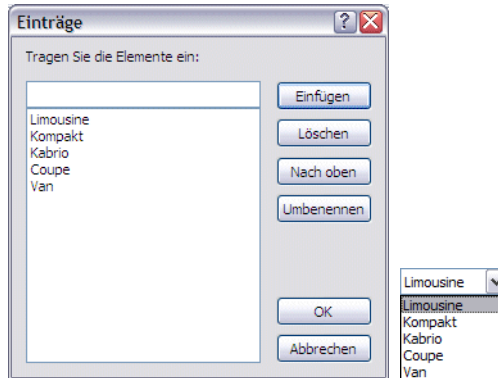 Einträge
Tragen Sie die Elemente ein:
Einfügen
Limousine
Kompakt
Kabrio
Coupe
Van
Löschen
Nach oben
Umbenennen
OK
Abbrechen
Limousine
Limousine
Kompakt
Kabrio
Coupe
Van